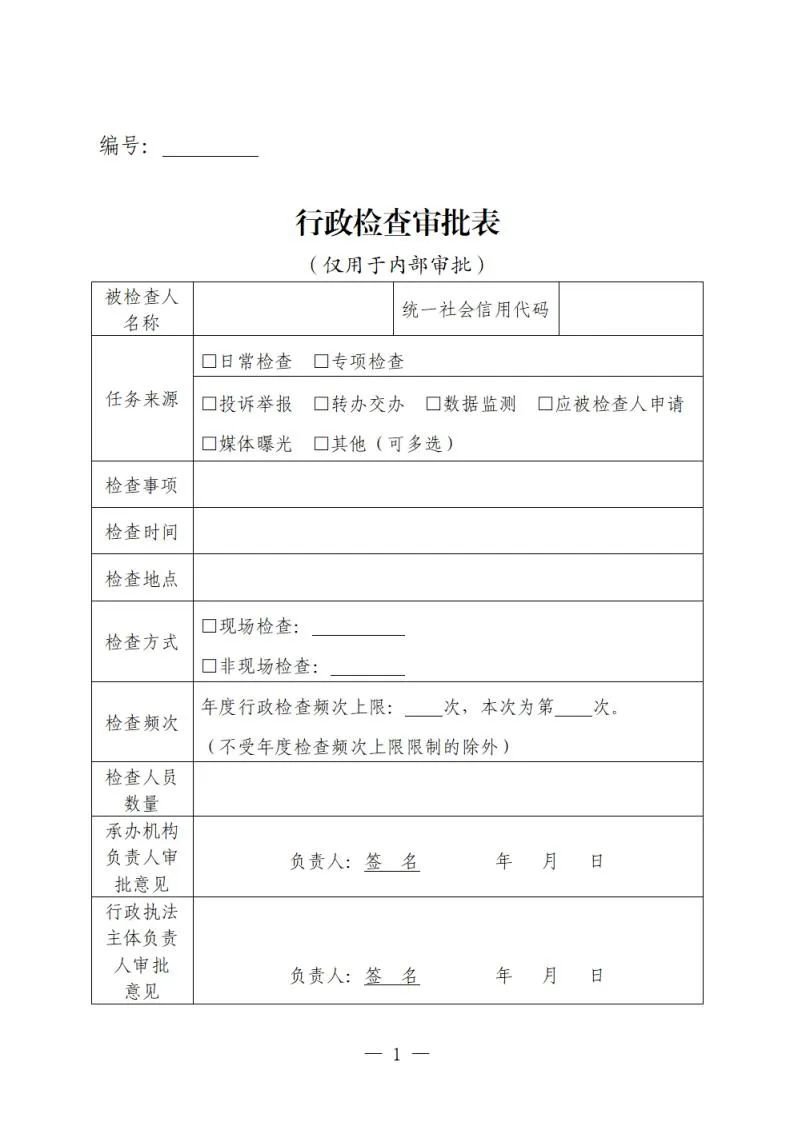 编号：__________
行政检查审批表
（仅用于内部审批）
被检查人
名称
统一社会信用代码
任务来源
□日常检查 □专项检查
□投诉举报 □转办交办 □数据监测 □应被检查人申请
□媒体曝光 □其他（可多选）
检查事项
检查时间
检查地点
检查方式
□现场检查：__________
□非现场检查：________
检查频次
年度行政检查频次上限：____次，本次为第____次。
（不受年度检查频次上限限制的除外）
检查人员
数量
承办机构
负责人审
批意见
负责人：签 名 年 月 日
行政执法
主体负责
人审批
意见
负责人：签 名 年 月 日
— 1 —